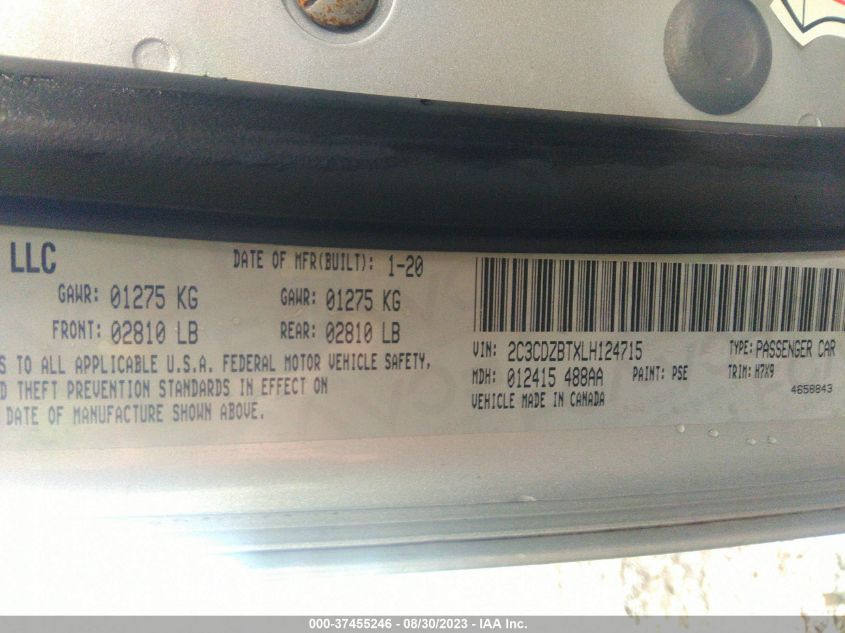 LLC
DATE OF MFR(BUILT): 1-20
GAWR: 01275 KG
GAWR: 01275 KG
FRONT: 02810 LB
REAR: 02810 LB
S TO ALL APPLICABLE U.S.A. FEDERAL MOTOR VEHICLE SAFETY,
D THEFT PREVENTION STANDARDS IN EFFECT ON
DATE OF MANUFACTURE SHOWN ABOVE.
VIN: 2C3CDZBTXLH124715
TYPE: PASSENGER CAR
MDH: 012415 488AA
PAINT: PSE
TRIM: H7X9
VEHICLE MADE IN CANADA
4658843
000-37455246 - 08/30/2023 - IAA Inc.